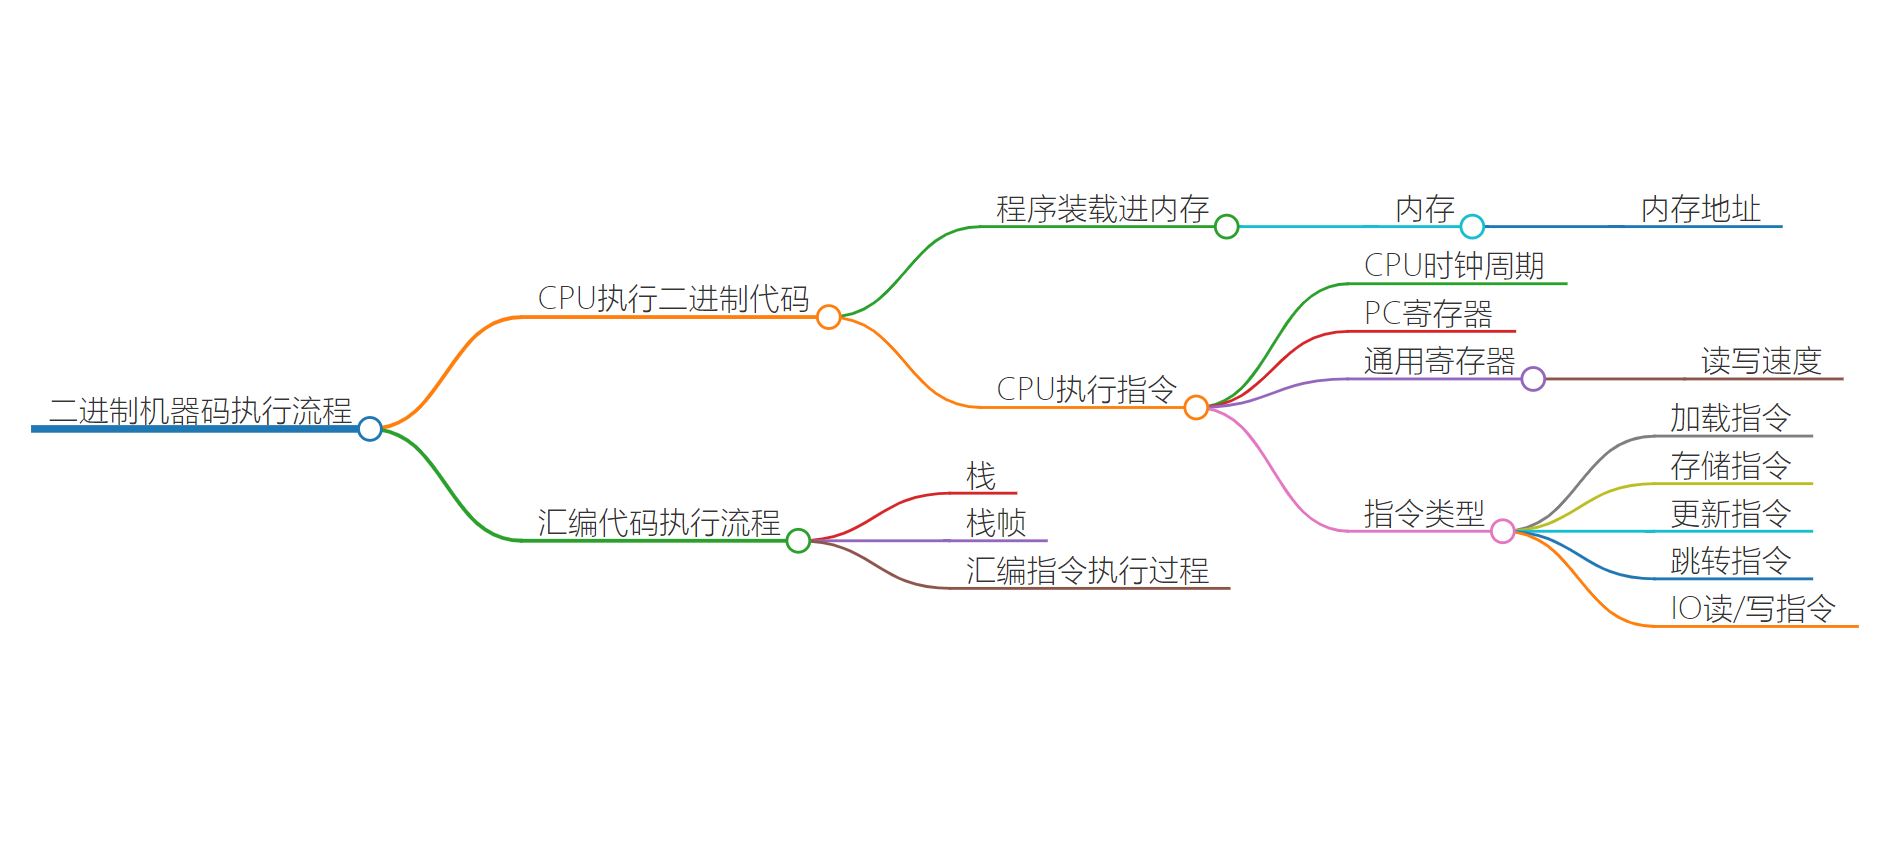 二进制机器码执行流程
CPU执行二进制代码
程序装载进内存
内存
内存地址
CPU执行指令
CPU时钟周期
PC寄存器
通用寄存器
读写速度
指令类型
加载指令
存储指令
更新指令
跳转指令
IO读/写指令
汇编代码执行流程
栈
栈帧
汇编指令执行过程